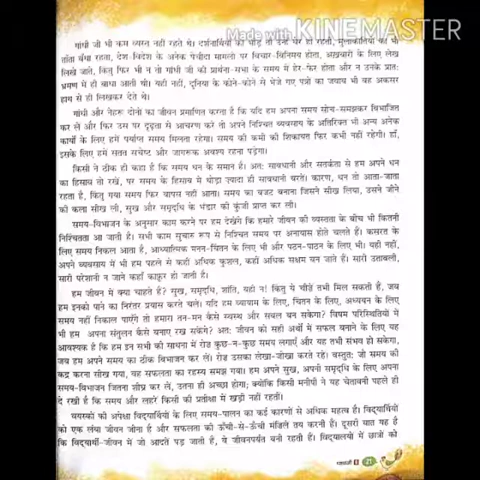 गांधी जी भी कम व्यस्त नहीं रहते थे। दर्शनार्थियों की भीड़ तो उन्हें घेरे ही रहती, मुलाकातियों का भी
तांता बँधा रहता, देश-विदेश के अनेक पेचीदा मामलों पर विचार-विनिमय होता, अखबारों के लिए लेख
लिखे जाते, किंतु फिर भी न तो गांधी जी की प्रार्थना-सभा के समय में हेर-फेर होता और न उनके प्रातः
भ्रमण में ही बाधा आती थी। यही नहीं, दुनिया के कोने-कोने से भेजे गए पत्रों का जवाब भी वह अकसर
हाथ से ही लिखकर देते थे।
गांधी और नेहरू दोनों का जीवन प्रमाणित करता है कि यदि हम अपना समय सोच-समझकर विभाजित
कर लें और फिर उस पर दृढ़ता से आचरण करें तो अपने निश्चित व्यवसाय के अतिरिक्त भी अन्य अनेक
कार्यों के लिए हमें पर्याप्त समय मिलता रहेगा। समय की कमी की शिकायत फिर कभी नहीं रहेगी। हाँ,
इसके लिए हमें सतत सचेष्ट और जागरूक अवश्य रहना पड़ेगा।
किसी ने ठीक ही कहा है कि समय धन के समान है। अतः सावधानी और सतर्कता से हम अपने धन
का हिसाब तो रखें, पर समय के हिसाब में थोड़ा ज़्यादा ही सावधानी बरतें। कारण, धन तो आता-जाता
रहता है, किंतु गया समय फिर वापस नहीं आता। समय का बजट बनाना जिसने सीख लिया, उसने जीने
की कला सीख ली, सुख और समृद्धि के भंडार की कुंजी प्राप्त कर ली।
समय-विभाजन के अनुसार काम करने पर हम देखेंगे कि हमारे जीवन की व्यस्तता के बीच भी कितनी
निश्चितता आ जाती है। सभी काम सुचारू रूप से निश्चित समय पर अनायास होते चलते हैं। कसरत के
लिए समय निकल आता है, आध्यात्मिक मनन-चिंतन के लिए भी और पठन-पाठन के लिए भी। यही नहीं,
अपने व्यवसाय में भी हम पहले से कहीं अधिक कुशल, कहीं अधिक सक्षम बन जाते हैं। सारी उतावली,
सारी परेशानी न जाने कहाँ काफ़ूर हो जाती है।
हम जीवन में क्या चाहते हैं? सुख, समृद्धि, शांति, यही न! किंतु ये चीज़ें तभी मिल सकती हैं, जब
हम इनको पाने का निरंतर प्रयास करते चलें। यदि हम व्यायाम के लिए, चिंतन के लिए, अध्ययन के लिए
समय नहीं निकाल पाएँगे तो हमारा तन-मन कैसे स्वस्थ और सबल बन सकेगा? विषम परिस्थितियों में
भी हम अपना संतुलन कैसे बनाए रख सकेंगे? अतः जीवन को सही अर्थों में सफल बनाने के लिए यह
आवश्यक है कि हम इन सभी की साधना में रोज़ कुछ-न-कुछ समय लगाएँ और यह तभी संभव हो सकेगा,
जब हम अपने समय का ठीक विभाजन कर लें। रोज़ उसका लेखा-जोखा करते रहें। वस्तुतः जो समय की
कद्र करना सीख गया, वह सफलता का रहस्य समझ गया। हम अपने सुख, अपनी समृद्धि के लिए अपना
समय-विभाजन जितना शीघ्र कर लें, उतना ही अच्छा होगा; क्योंकि किसी मनीषी ने यह चेतावनी पहले ही
दे रखी है कि समय और लहरें किसी की प्रतीक्षा में खड़ी नहीं रहतीं।
वयस्कों की अपेक्षा विद्यार्थियों के लिए समय-पालन का कई कारणों से अधिक महत्व है। विद्यार्थियों
को एक लंबा जीवन जीना है और सफलता की ऊँची-से-ऊँची मंज़िलें तय करनी हैं। दूसरी बात यह है
कि विद्यार्थी-जीवन में जो आदतें पड़ जाती हैं, वे जीवनपर्यंत बनी रहती हैं। विद्यालयों में छात्रों को
Made with KINEMASTER